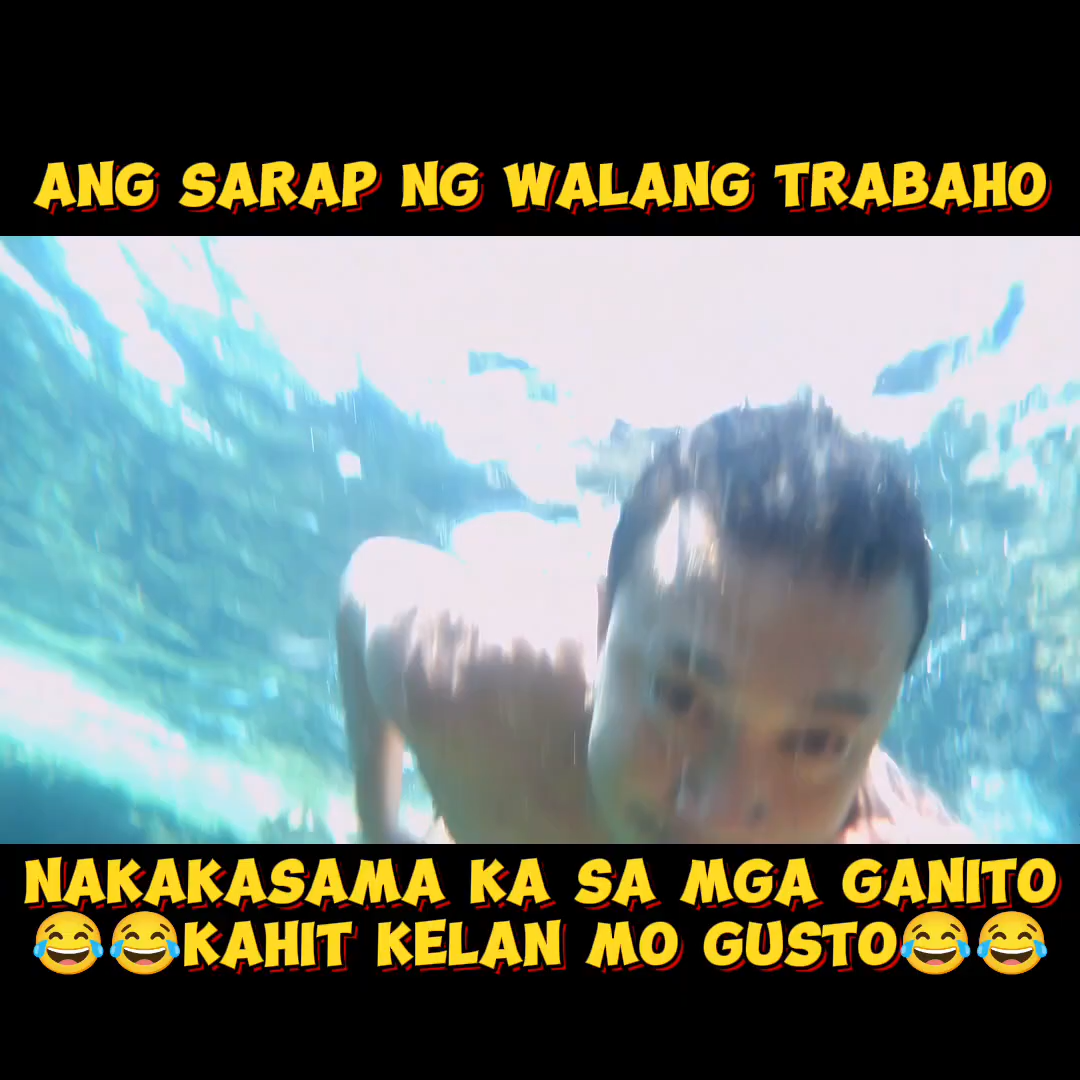 ANG SARAP NG WALANG TRABAHO
NAKAKASAMA KA SA MGA GANITO
😂😂KAHIT KELAN MO GUSTO😂😂